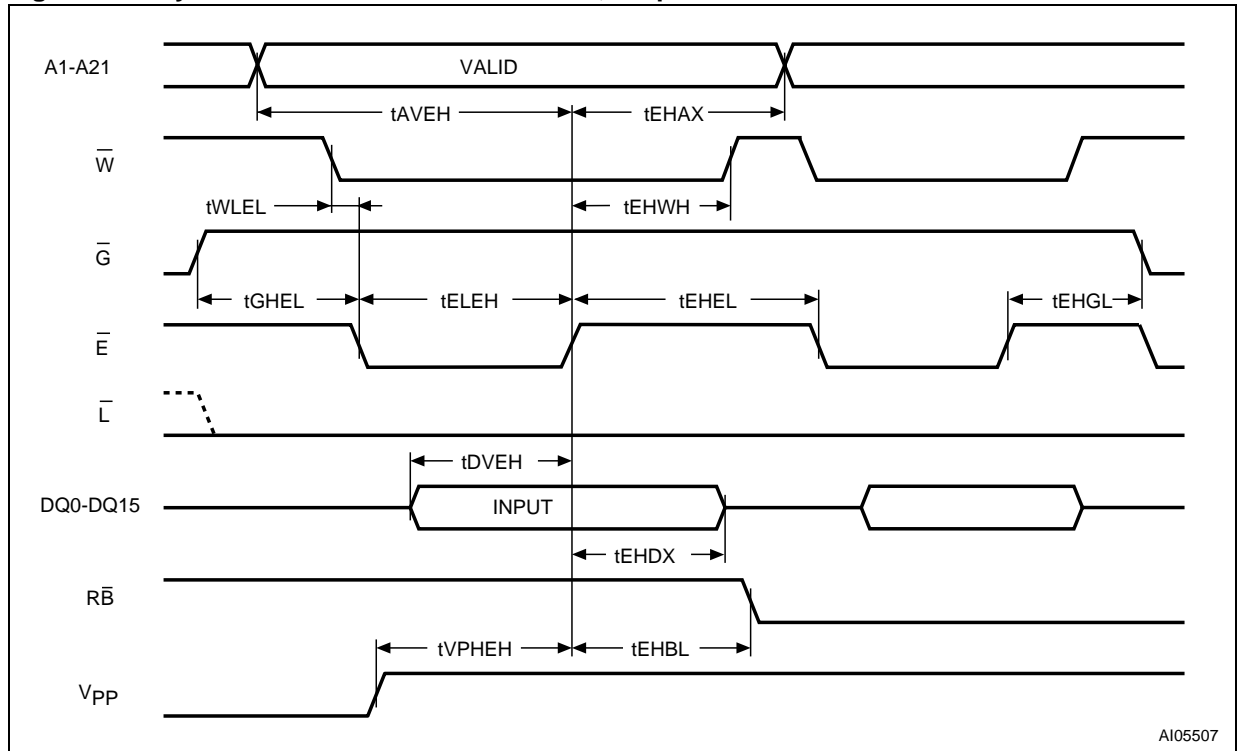 A1-A21
VALID
tAVEH
tEHAX
W̅
tWLEL
tEHWH
G̅
tGHEL
tELEH
tEHEL
tEHGL
E̅
L̅
tDVEH
DQ0-DQ15
INPUT
tEHDX
RB̅
tVPHEH
tEHBL
VPP
AI05507